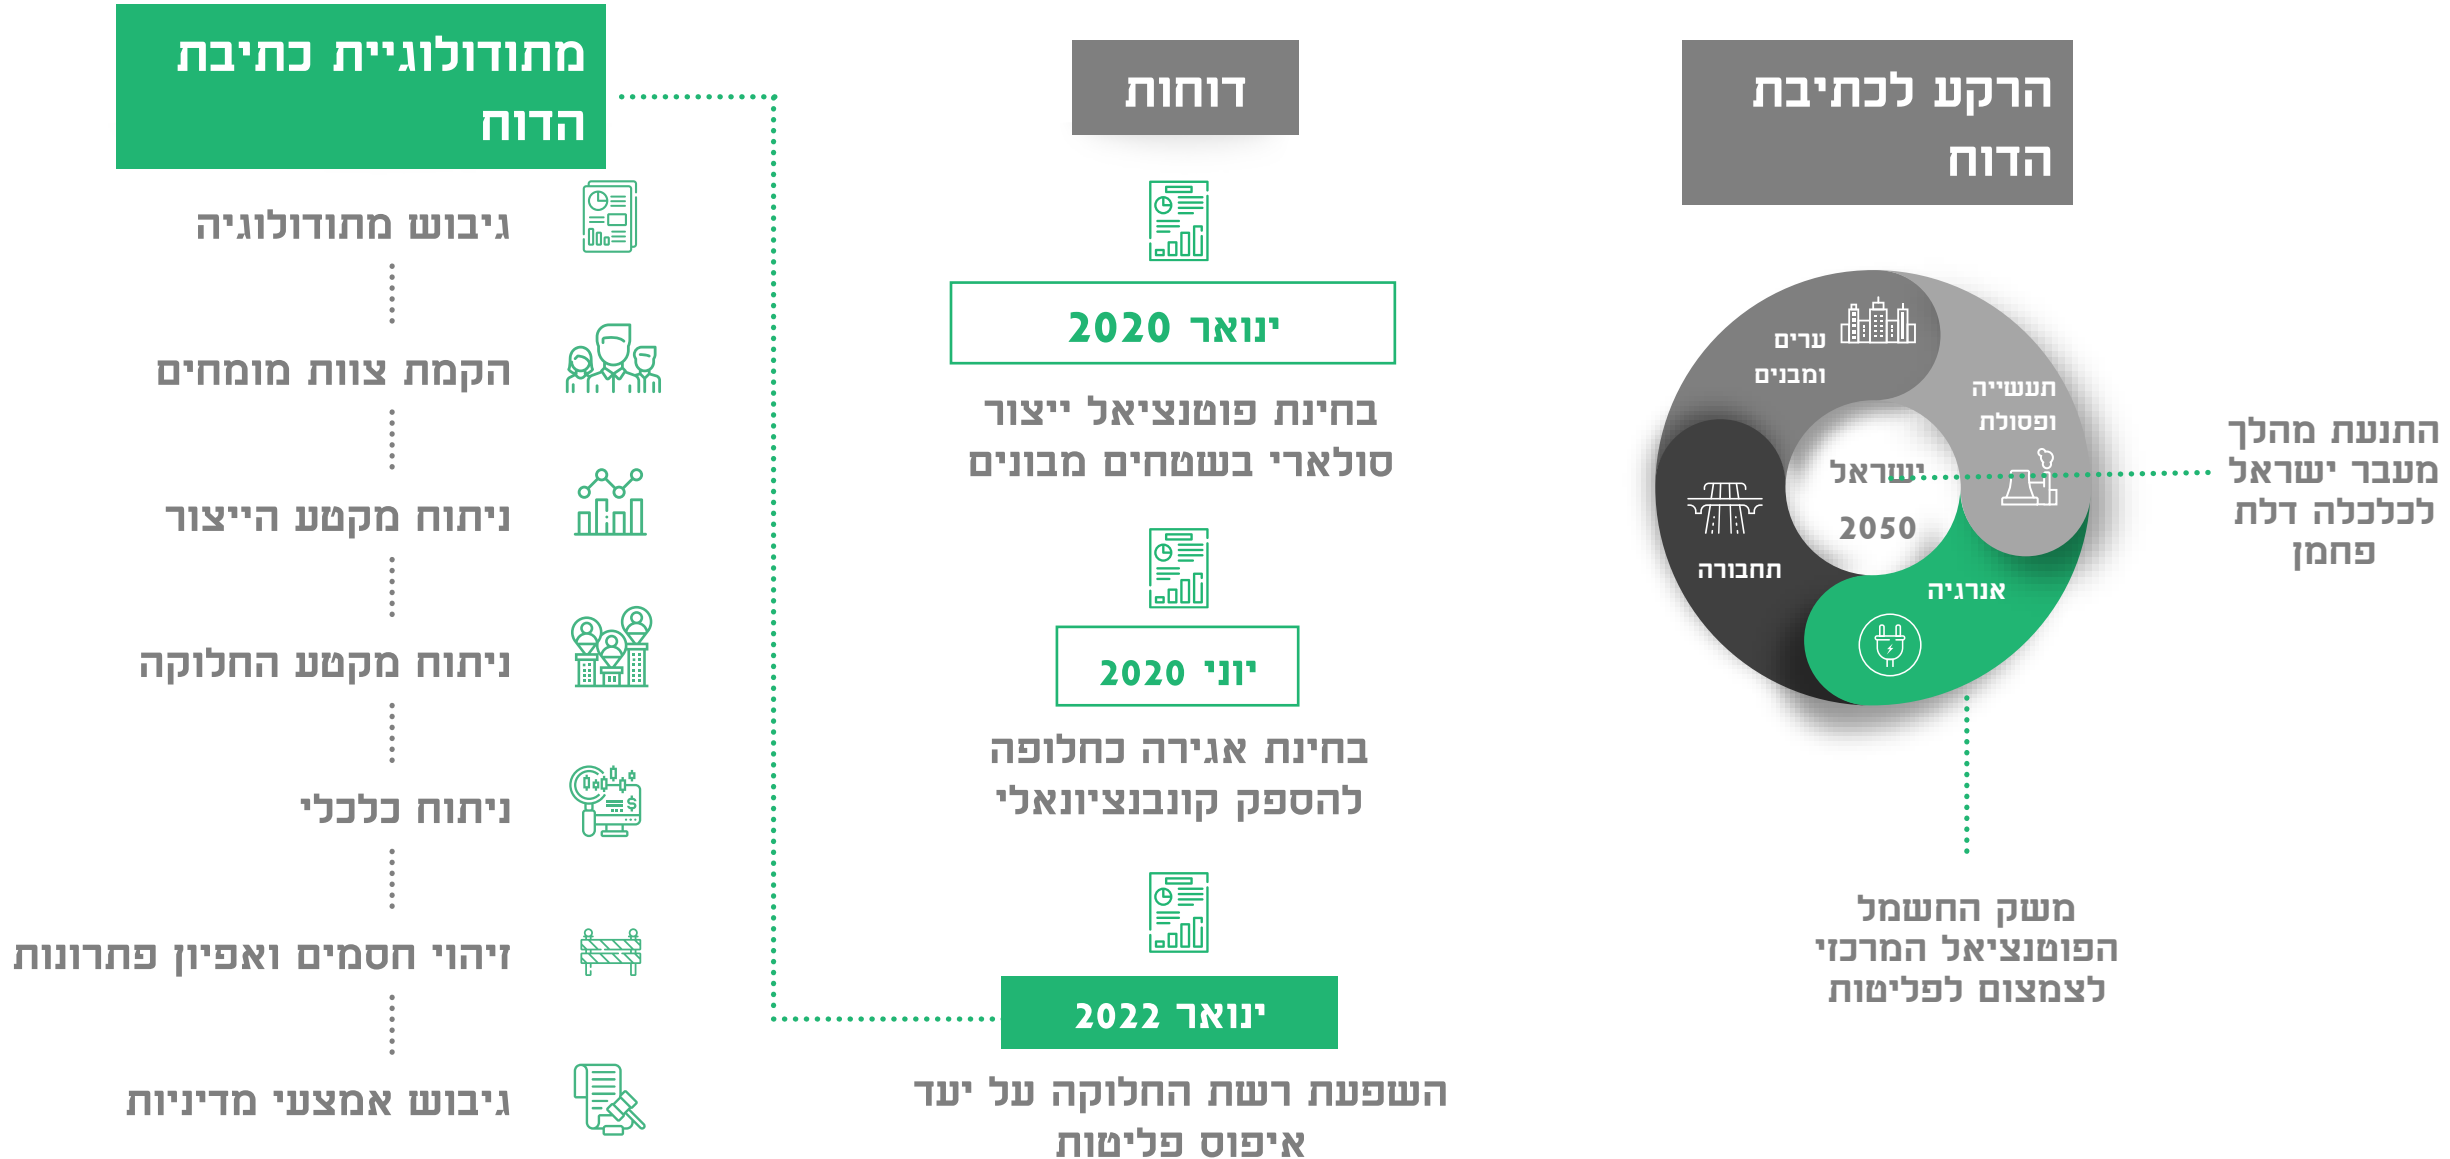 הרקע לכתיבת
הדוח
ערים
ומבנים
תעשייה
ופסולת
ישראל
2050
תחבורה
אנרגיה
התנעת מהלך
מעבר ישראל
לכלכלה דלת
פחמן
משק החשמל
הפוטנציאל המרכזי
לצמצום לפליטות
דוחות
ינואר 2020
בחינת פוטנציאל ייצור
סולארי בשטחים מבונים
יוני 2020
בחינת אגירה כחלופה
להספק קונבנציונאלי
ינואר 2022
השפעת רשת החלוקה על יעד
איפוס פליטות
מתודולוגיית כתיבת
הדוח
גיבוש מתודולוגיה
הקמת צוות מומחים
ניתוח מקטע הייצור
ניתוח מקטע החלוקה
ניתוח כלכלי
זיהוי חסמים ואפיון פתרונות
גיבוש אמצעי מדיניות